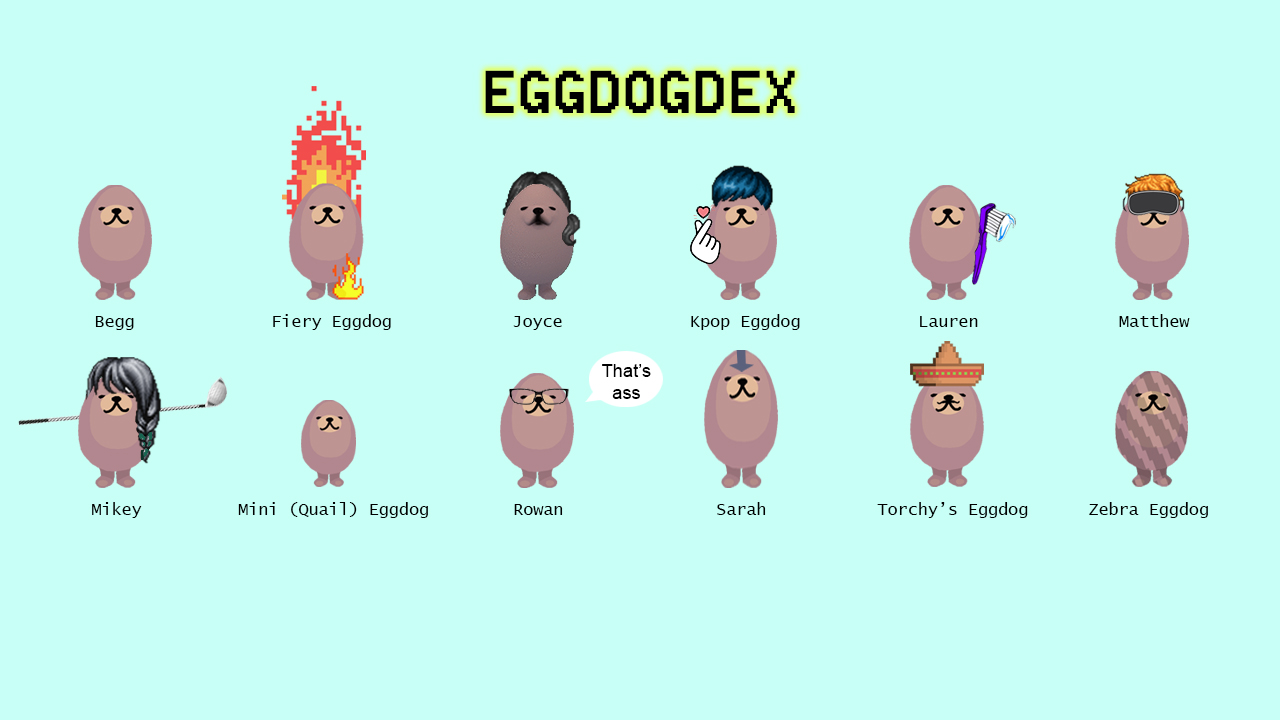 EGGDOGDEX
Begg
Fiery Eggdog
Joyce
Kpop Eggdog
Lauren
Matthew
That's
ass
Mikey
Mini (Quail) Eggdog
Rowan
Sarah
Torchy’s Eggdog
Zebra Eggdog